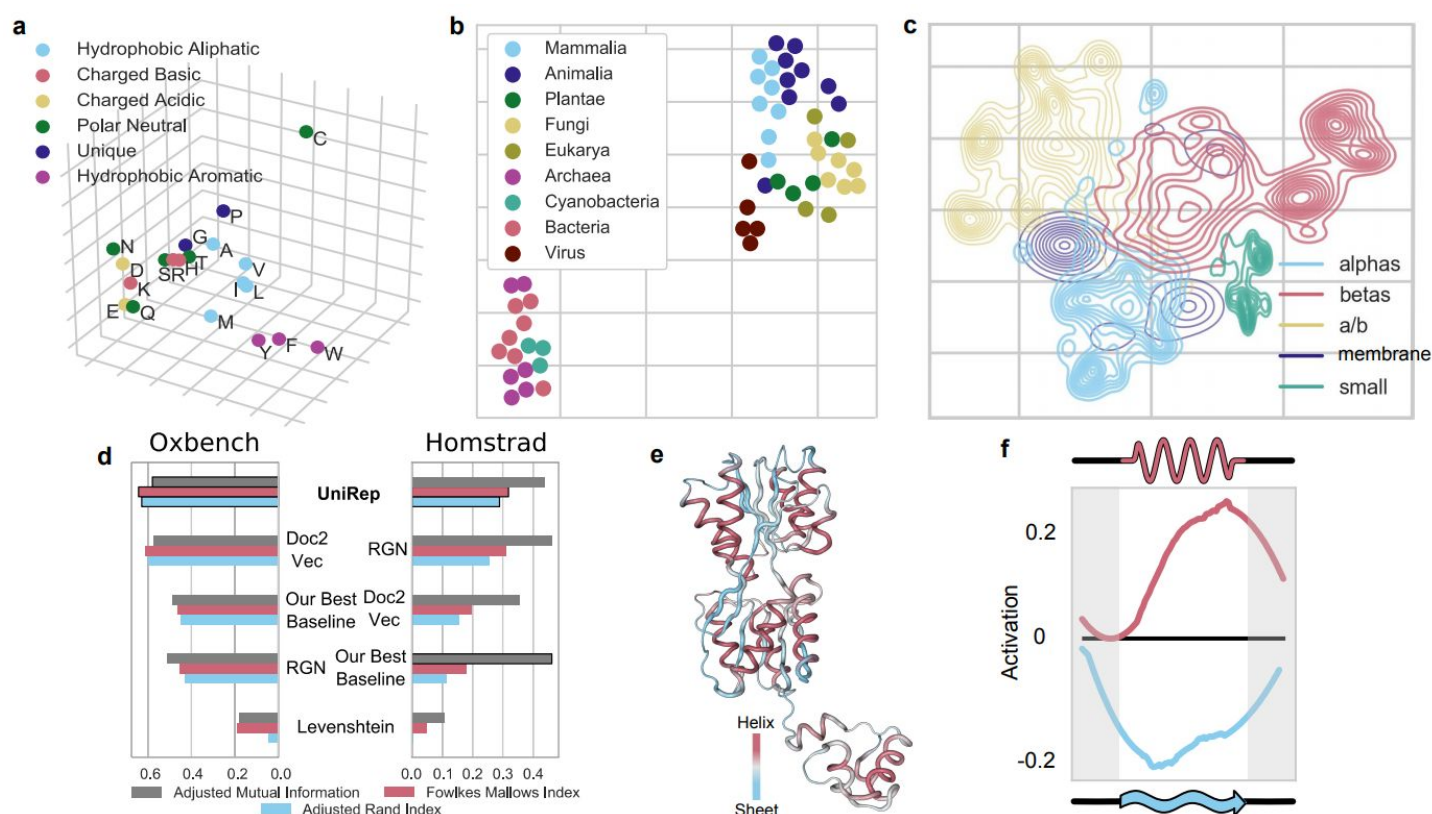 a
Hydrophobic Aliphatic
Charged Basic
Charged Acidic
Polar Neutral
Unique
Hydrophobic Aromatic
C
P
G
A
N
D
K
E
Q
S
R
H
T
V
I
L
M
Y
F
W
b
Mammalia
Animalia
Plantae
Fungi
Eukarya
Archaea
Cyanobacteria
Bacteria
Virus
c
alphas
betas
a/b
membrane
small
d
Oxbench
Homstrad
UniRep
Doc2
Vec
RGN
Our Best
Baseline
Doc2
Vec
RGN
Our Best
Baseline
Levenshtein
0.6 0.4 0.2 0.0
0.0 0.1 0.2 0.3 0.4
Adjusted Mutual Information
Fowlkes Mallows Index
Adjusted Rand Index
e
Helix
Sheet
f
Activation
0.2
0
-0.2